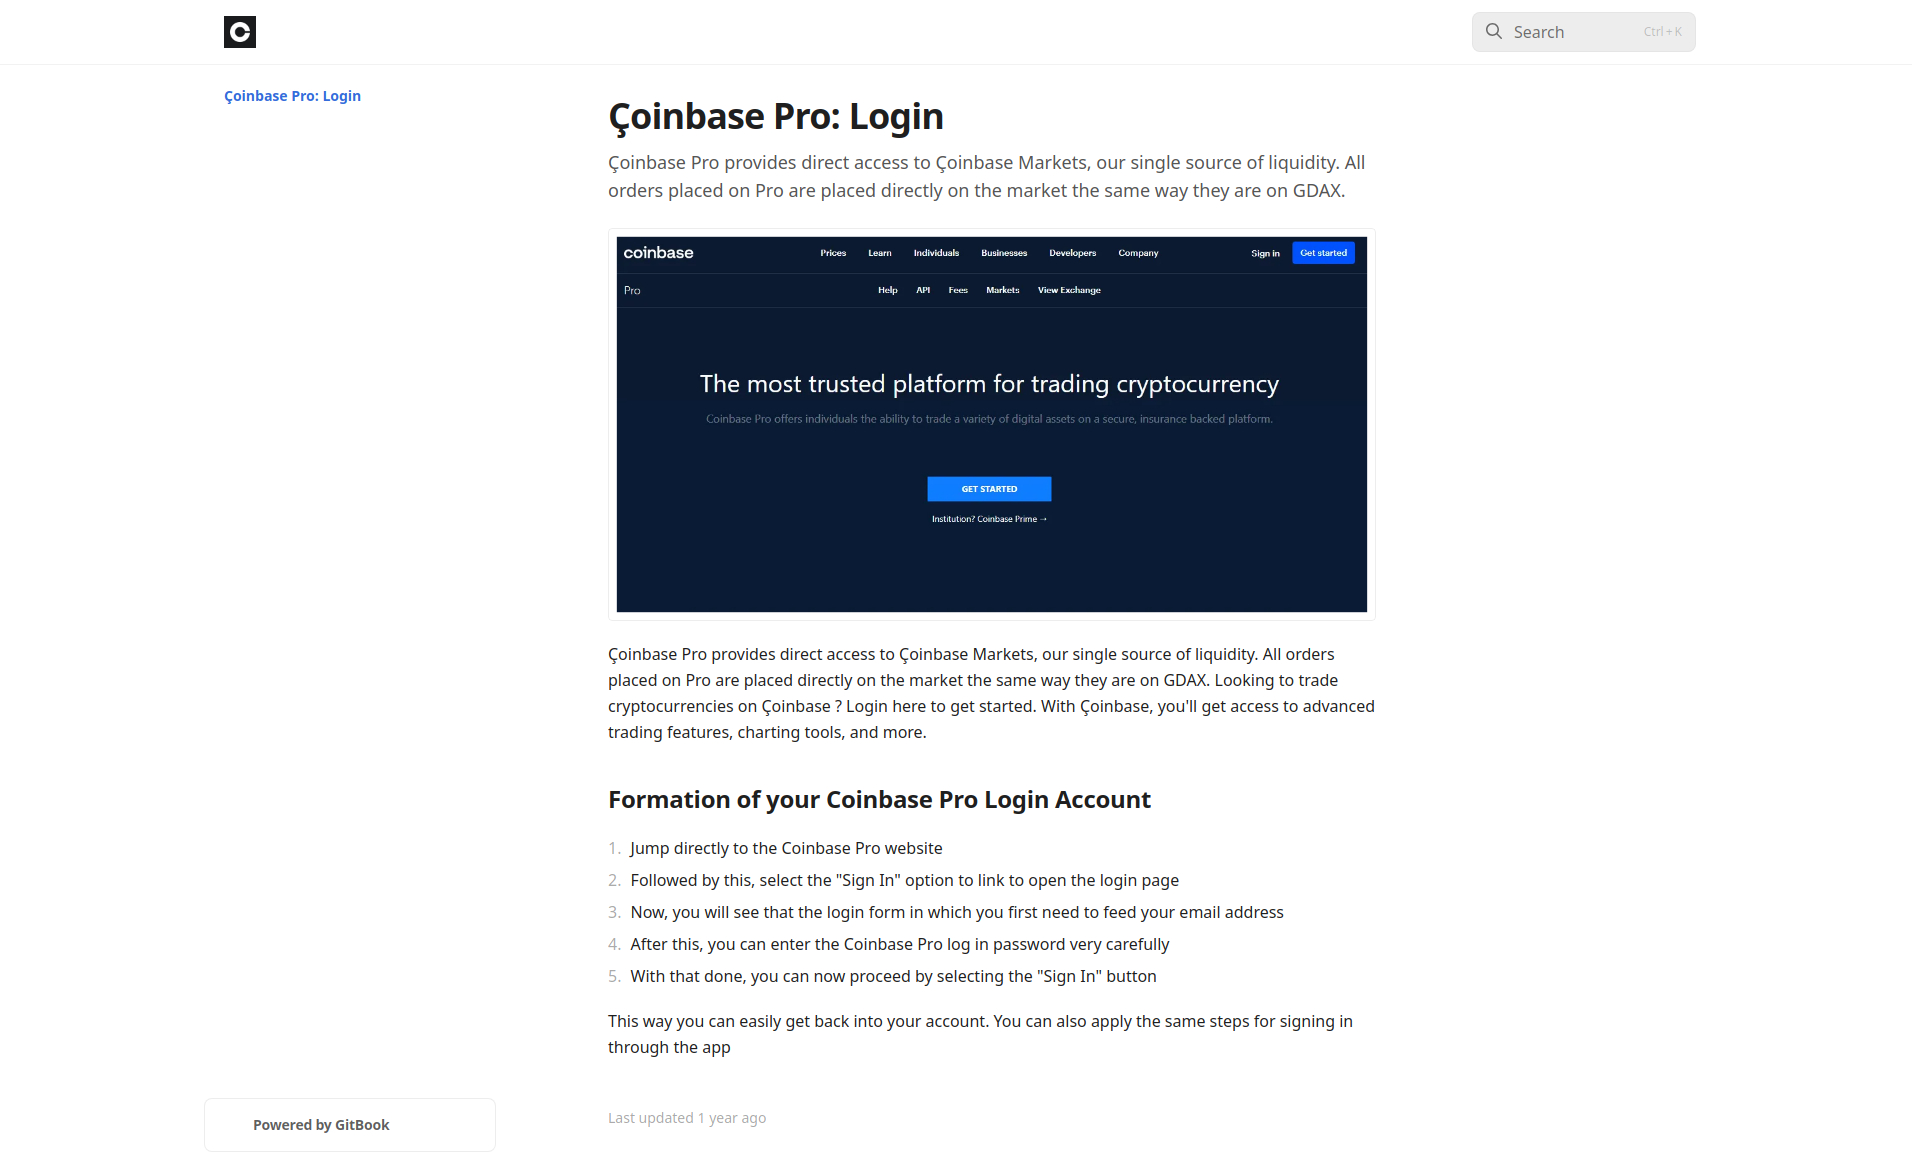 Search
Ctrl + K
Çoinbase Pro: Login
Çoinbase Pro: Login
Çoinbase Pro provides direct access to Çoinbase Markets, our single source of liquidity. All
orders placed on Pro are placed directly on the market the same way they are on GDAX.
coinbase
Prices
Learn
Individuals
Businesses
Developers
Company
Sign in
Get started
Pro
Help
API
Fees
Markets
View Exchange
The most trusted platform for trading cryptocurrency
Coinbase Pro offers individuals the ability to trade a variety of digital assets on a secure, insurance backed platform.
GET STARTED
Institution? Coinbase Prime →
Çoinbase Pro provides direct access to Çoinbase Markets, our single source of liquidity. All orders
placed on Pro are placed directly on the market the same way they are on GDAX. Looking to trade
cryptocurrencies on Çoinbase ? Login here to get started. With Çoinbase, you'll get access to advanced
trading features, charting tools, and more.
Formation of your Coinbase Pro Login Account
1. Jump directly to the Coinbase Pro website
2. Followed by this, select the "Sign In" option to link to open the login page
3. Now, you will see that the login form in which you first need to feed your email address
4. After this, you can enter the Coinbase Pro log in password very carefully
5. With that done, you can now proceed by selecting the "Sign In" button
This way you can easily get back into your account. You can also apply the same steps for signing in
through the app
Powered by GitBook
Last updated 1 year ago